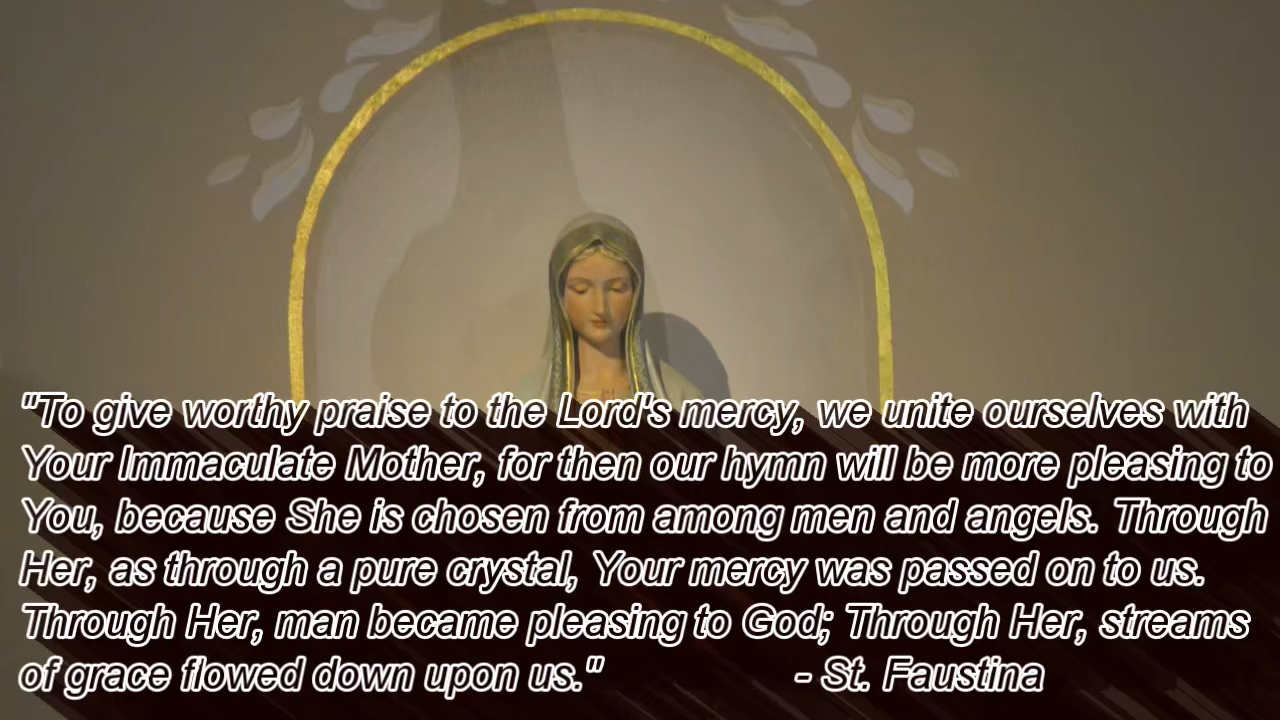 "To give worthy praise to the Lord's mercy, we unite ourselves with
Your Immaculate Mother, for then our hymn will be more pleasing to
You, because She is chosen from among men and angels. Through
Her, as through a pure crystal, Your mercy was passed on to us.
Through Her, man became pleasing to God; Through Her, streams
of grace flowed down upon us." - St. Faustina